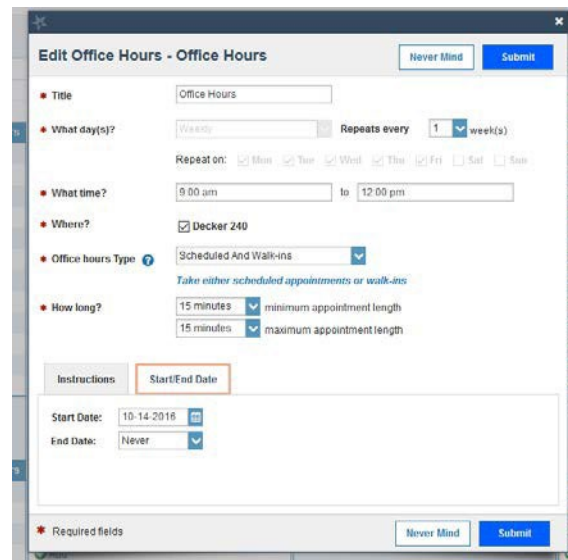 Edit Office Hours - Office Hours
Never Mind
Submit
* Title
Office Hours
* What day(s)?
Weekly
Repeats every
1
week(s)
Repeat on:
Mon
Tue
Wed
Thu
Fri
Sat
Sun
* What time?
9:00 am
to
12:00 pm
* Where?
Decker 240
* Office hours Type
?
Scheduled And Walk-ins
Take either scheduled appointments or walk-ins
* How long?
15 minutes
minimum appointment length
15 minutes
maximum appointment length
Instructions
Start/End Date
Start Date:
10-14-2016
End Date:
Never
* Required fields
Never Mind
Submit